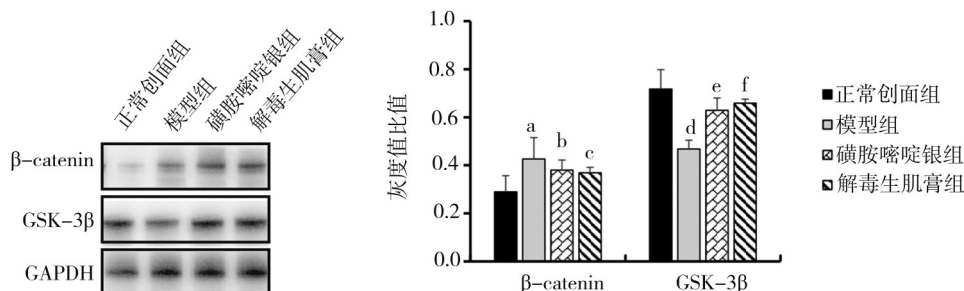 正常创面组
模型组
磺胺嘧啶银组
解毒生肌膏组
β-catenin
GSK-3β
GAPDH
灰度值比值
1.0
0.8
0.6
0.4
0.2
0.0
a
b
c
d
e
f
β-catenin
GSK-3β
正常创面组
模型组
磺胺嘧啶银组
解毒生肌膏组